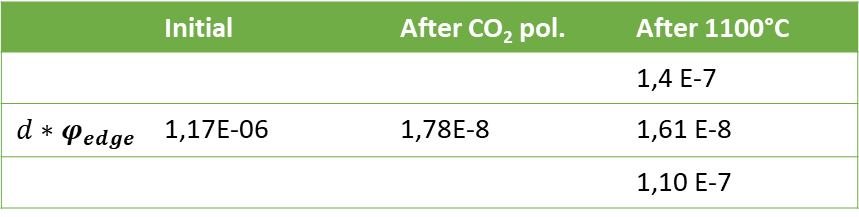 Initial After CO₂ pol. After 1100°C
1,4 E-7
d * φedge 1,17E-06 1,78E-8 1,61 E-8
1,10 E-7